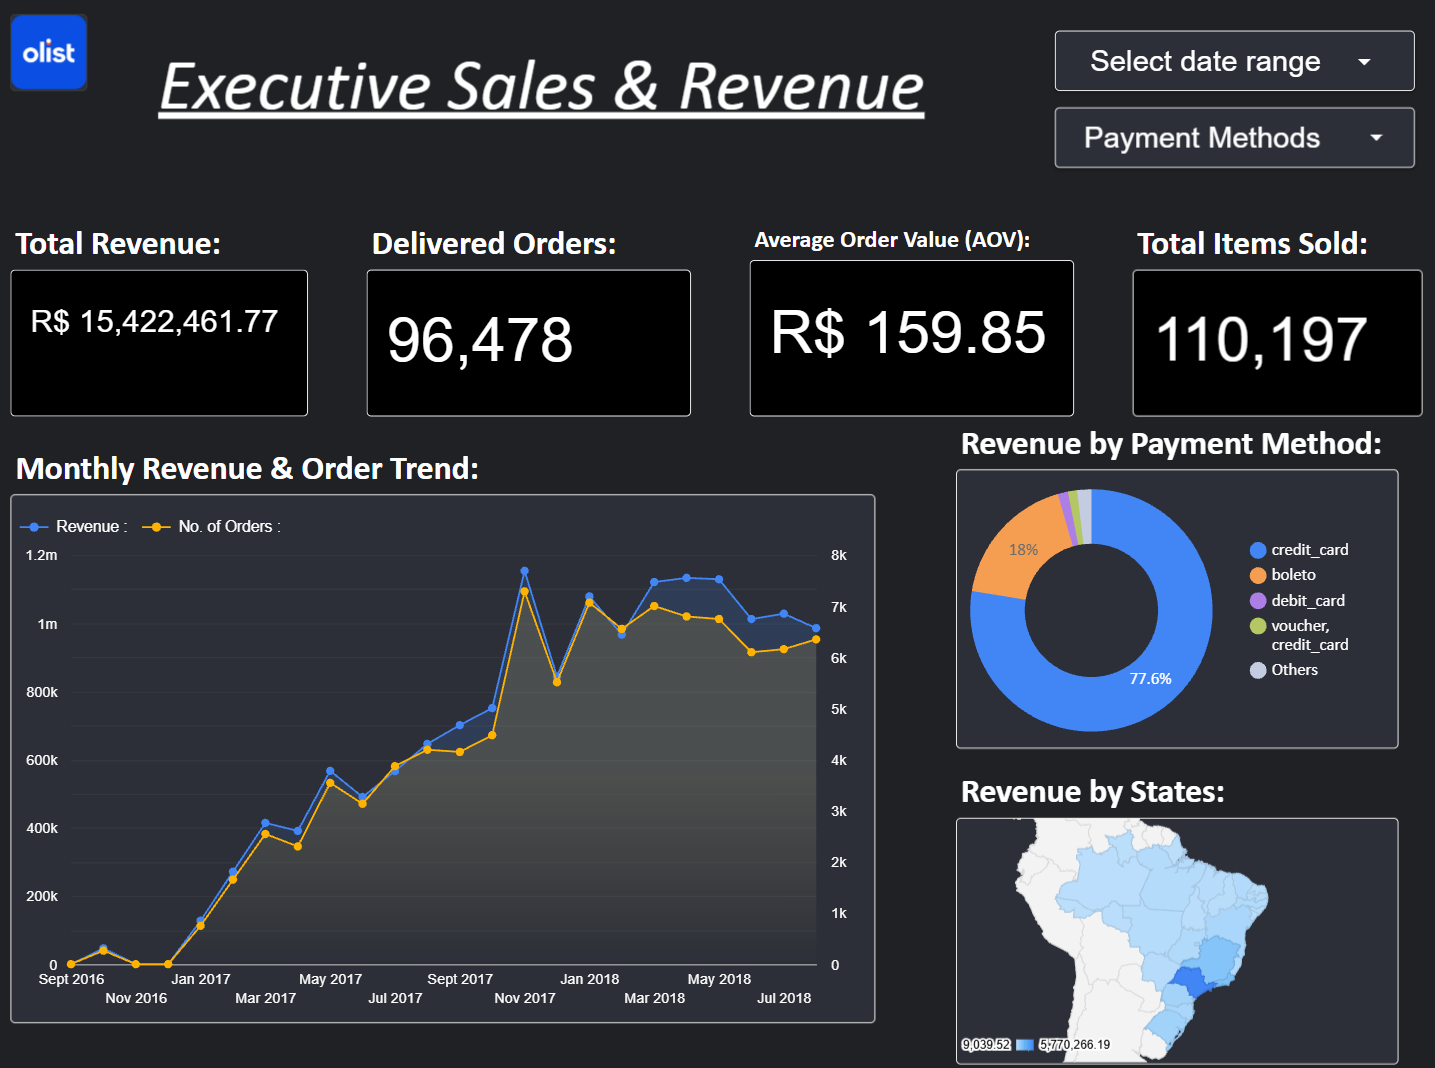 olist
Executive Sales & Revenue
Select date range
Payment Methods
Total Revenue:
R$ 15,422,461.77
Delivered Orders:
96,478
Average Order Value (AOV):
R$ 159.85
Total Items Sold:
110,197
Monthly Revenue & Order Trend:
Revenue :
No. of Orders :
1.2m
1m
800k
600k
400k
200k
0
8k
7k
6k
5k
4k
3k
2k
1k
0
Sept 2016
Nov 2016
Jan 2017
Mar 2017
May 2017
Jul 2017
Sept 2017
Nov 2017
Jan 2018
Mar 2018
May 2018
Jul 2018
Revenue by Payment Method:
18%
77.6%
credit_card
boleto
debit_card
voucher,
credit_card
Others
Revenue by States:
9,039.52
5,770,266.19